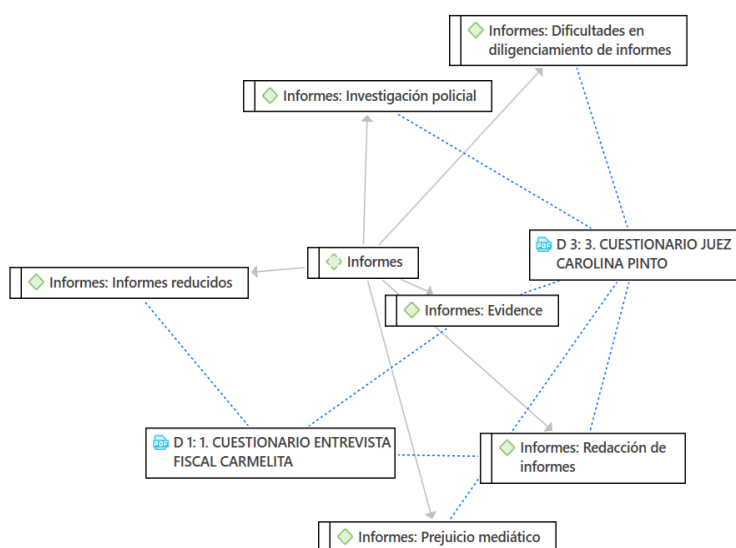 Informes: Dificultades en
diligenciamiento de informes
Informes: Investigación policial
D 3: 3. CUESTIONARIO JUEZ
CAROLINA PINTO
Informes
Informes: Informes reducidos
Informes: Evidence
D 1: 1. CUESTIONARIO ENTREVISTA
FISCAL CARMELITA
Informes: Redacción de
informes
Informes: Prejuicio mediático